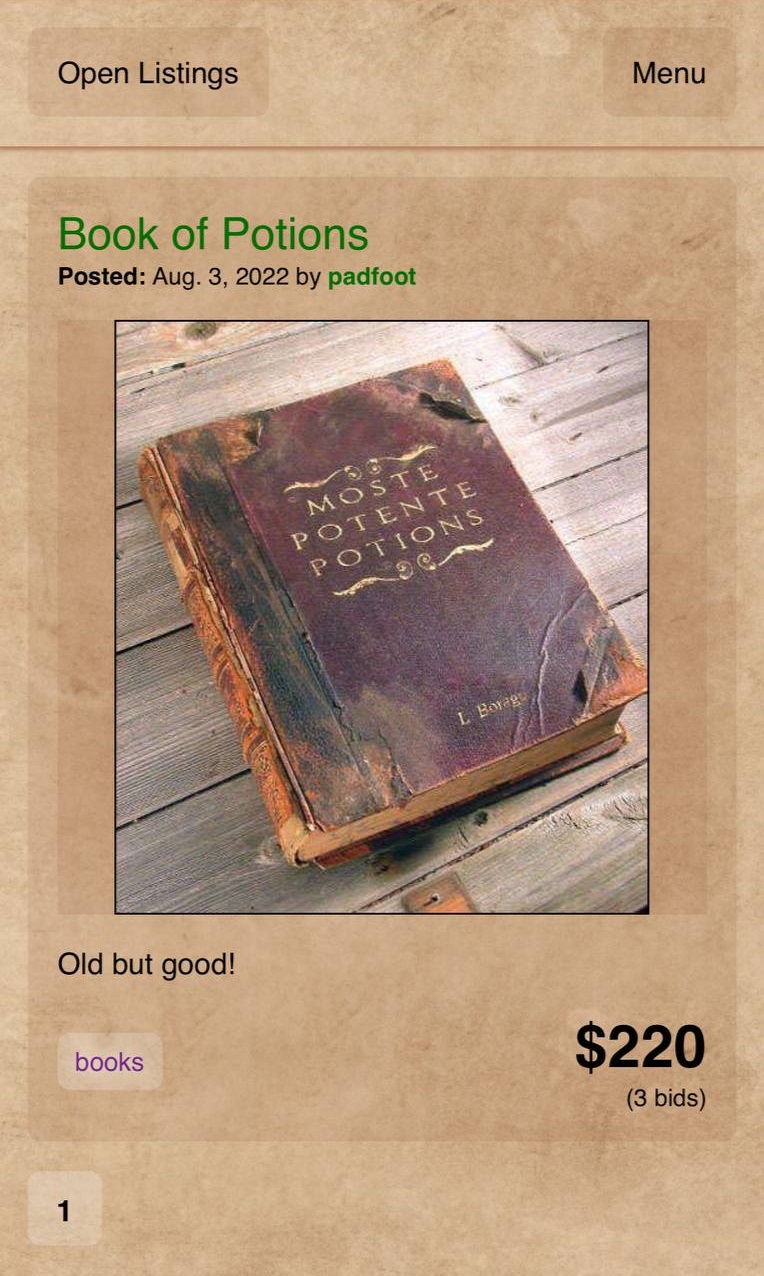 Open Listings
Menu
Book of Potions
Posted: Aug. 3, 2022 by padfoot
MOSTE
POTENTE
POTIONS
L Borage
Old but good!
books
$220
(3 bids)
1